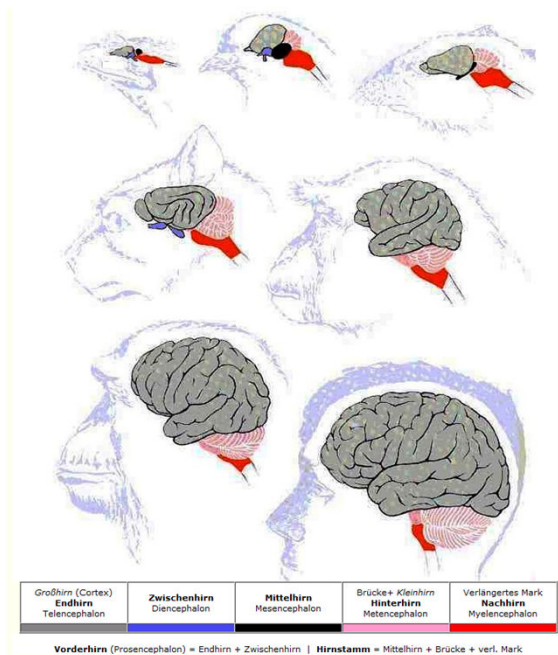 Großhirn (Cortex)
Endhirn
Telencephalon
Zwischenhirn
Diencephalon
Mittelhirn
Mesencephalon
Brücke+ Kleinhirn
Hinterhirn
Metencephalon
Verlängertes Mark
Nachhirn
Myelencephalon
Vorderhirn (Prosencephalon) = Endhirn + Zwischenhirn | Hirnstamm = Mittelhirn + Brücke + verl. Mark